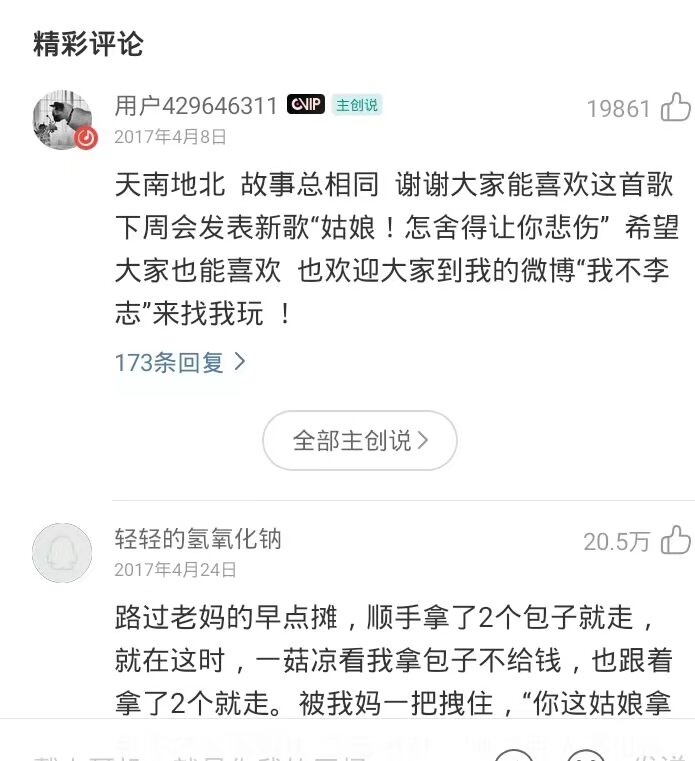 精彩评论
用户429646311 VIP 主创说
19861
2017年4月8日
天南地北 故事总相同 谢谢大家能喜欢这首歌
下周会发表新歌“姑娘！怎舍得让你悲伤” 希望
大家也能喜欢 也欢迎大家到我的微博“我不李
志”来找我玩 ！
173条回复
全部主创说
轻轻的氢氧化钠
20.5万
2017年4月24日
路过老妈的早点摊，顺手拿了2个包子就走，
就在这时，一菇凉看我拿包子不给钱，也跟着
拿了2个就走。被我妈一把拽住，“你这姑娘拿